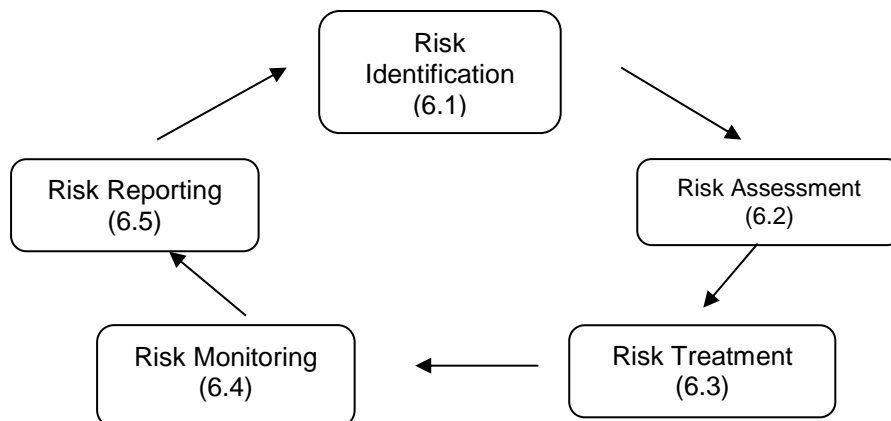 Risk
Identification
(6.1)
Risk Assessment
(6.2)
Risk Treatment
(6.3)
Risk Monitoring
(6.4)
Risk Reporting
(6.5)